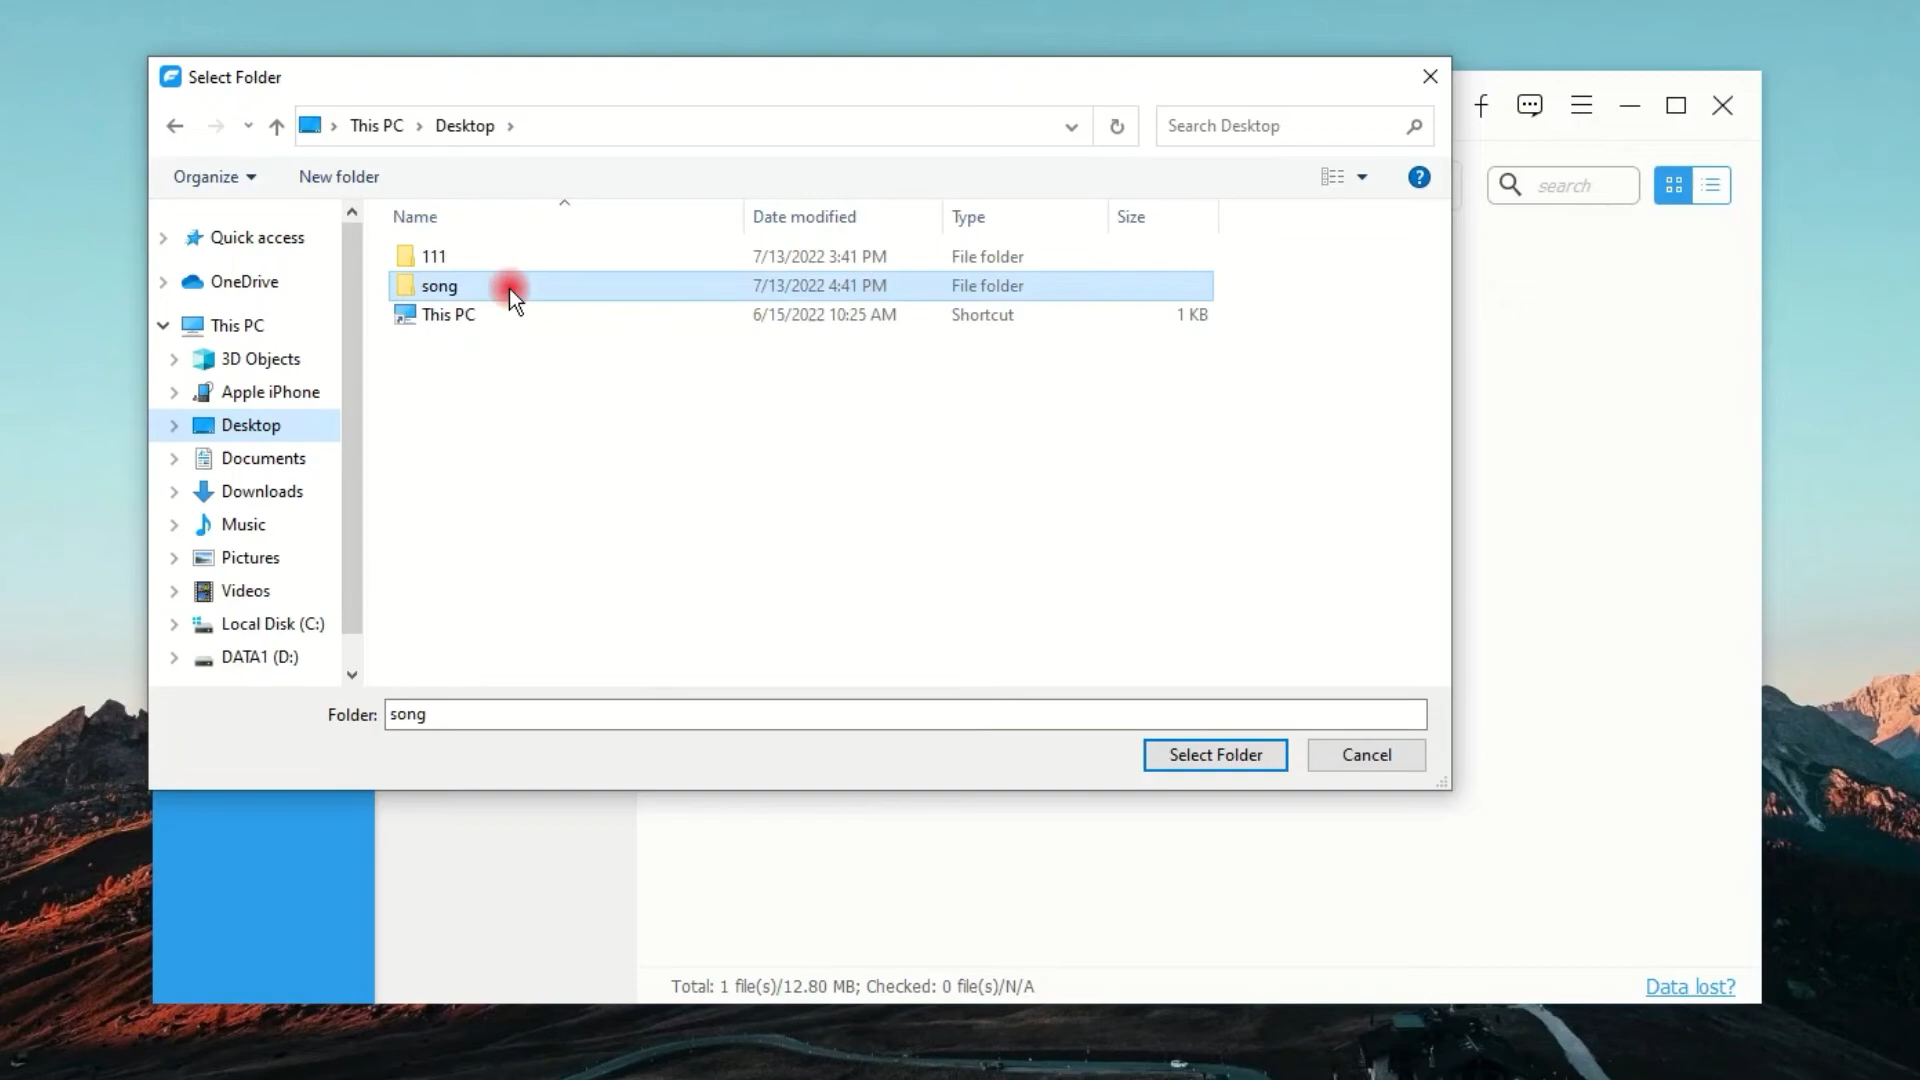 Select Folder
This PC Desktop
Search Desktop
f
Organize New folder
?
search
Name Date modified Type Size
Quick access
111 7/13/2022 3:41 PM File folder
OneDrive
song 7/13/2022 4:41 PM File folder
This PC 6/15/2022 10:25 AM Shortcut 1 KB
This PC
3D Objects
Apple iPhone
Desktop
Documents
Downloads
Music
Pictures
Videos
Local Disk (C:)
DATA1 (D:)
Folder: song
Select Folder Cancel
Total: 1 file(s)/12.80 MB; Checked: 0 file(s)/N/A
Data lost?